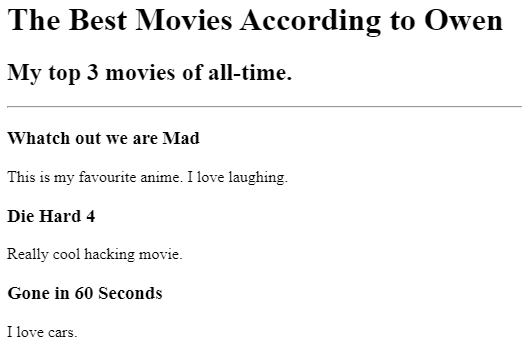 The Best Movies According to Owen
My top 3 movies of all-time.
Whatch out we are Mad
This is my favourite anime. I love laughing.
Die Hard 4
Really cool hacking movie.
Gone in 60 Seconds
I love cars.